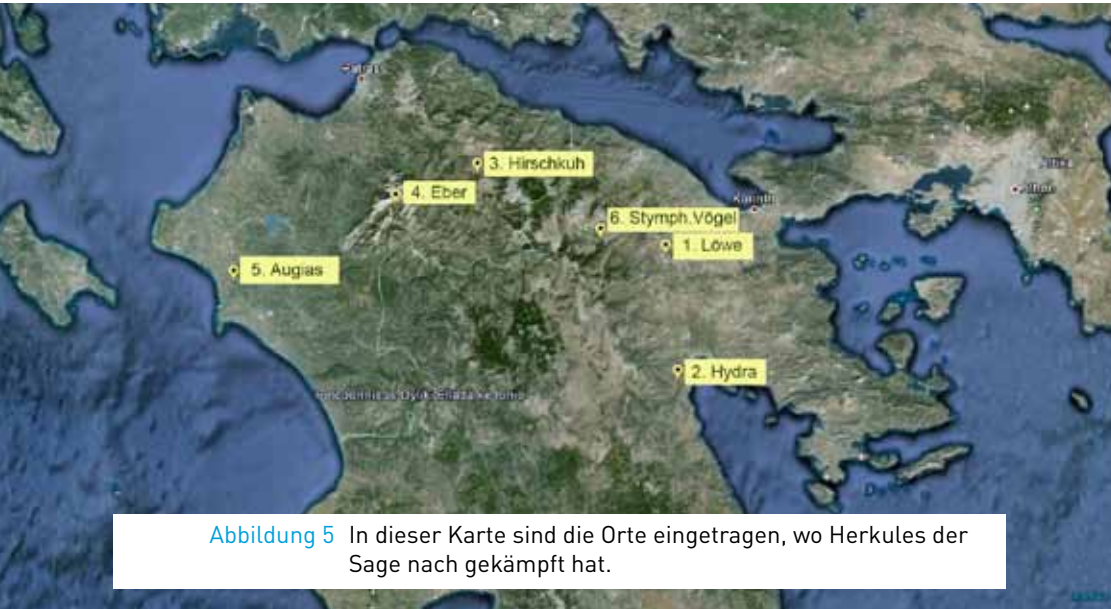 3. Hirschkuh
4. Eber
Korinth
6. Stymph.Vögel
1. Löwe
5. Augias
2. Hydra
Abbildung 5 In dieser Karte sind die Orte eingetragen, wo Herkules der
Sage nach gekämpft hat.